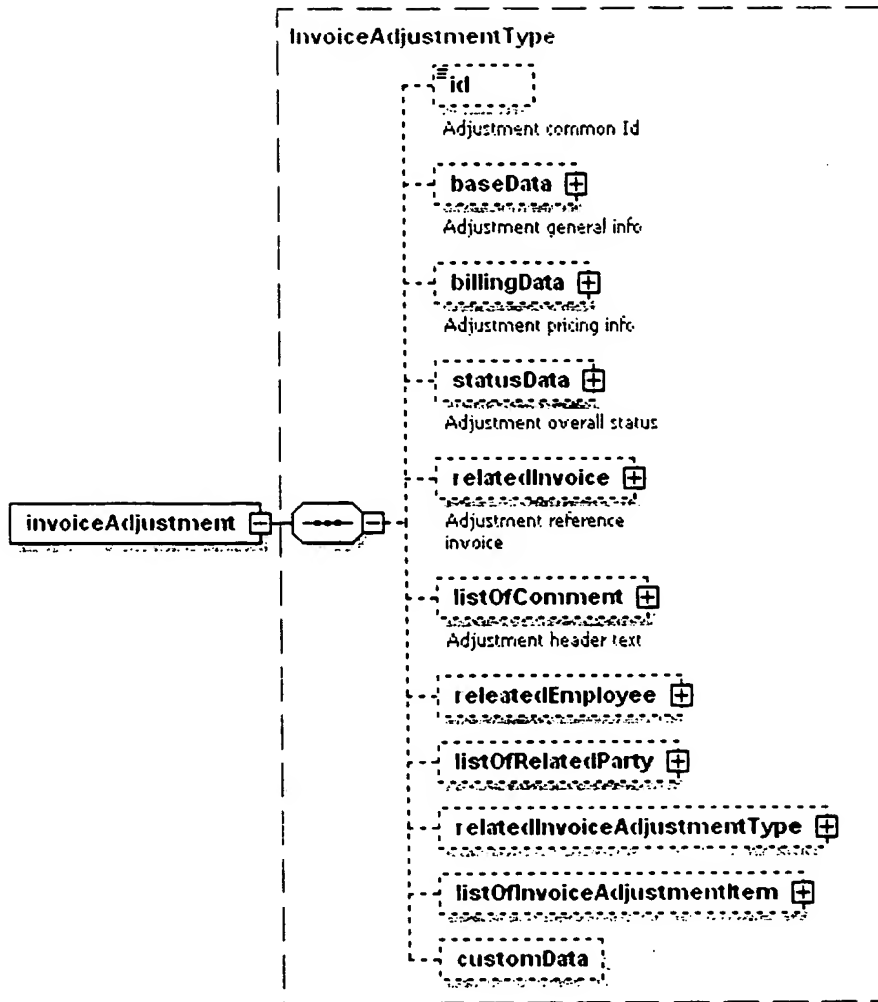 InvoiceAdjustmentType
id
Adjustment common Id
baseData
Adjustment general info
billingData
Adjustment pricing info
statusData
Adjustment overall status
relatedInvoice
Adjustment reference
invoice
invoiceAdjustment
listOfComment
Adjustment header text
releatedEmployee
listOfRelatedParty
relatedInvoiceAdjustmentType
listOfInvoiceAdjustmentItem
customData